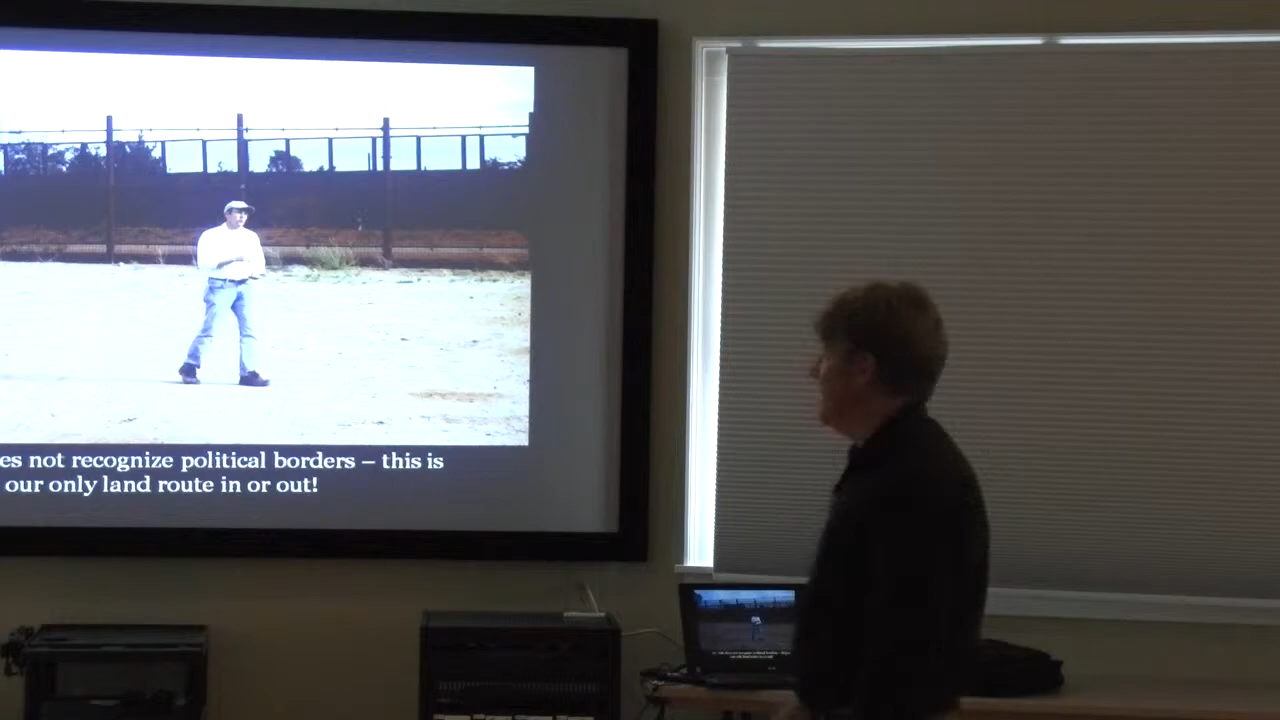 es not recognize political borders – this is
our only land route in or out!